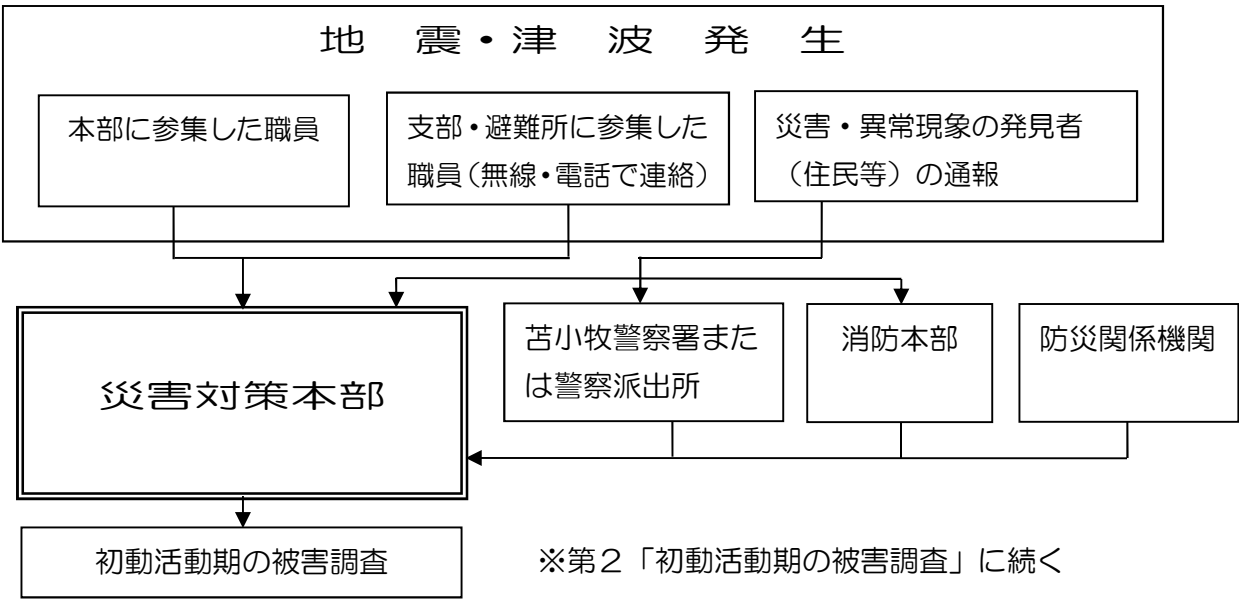 地　震・津　波　発　生
本部に参集した職員
支部・避難所に参集した
職員（無線・電話で連絡）
災害・異常現象の発見者
（住民等）の通報
災害対策本部
苫小牧警察署また
は警察派出所
消防本部
防災関係機関
初動活動期の被害調査
※第２「初動活動期の被害調査」に続く